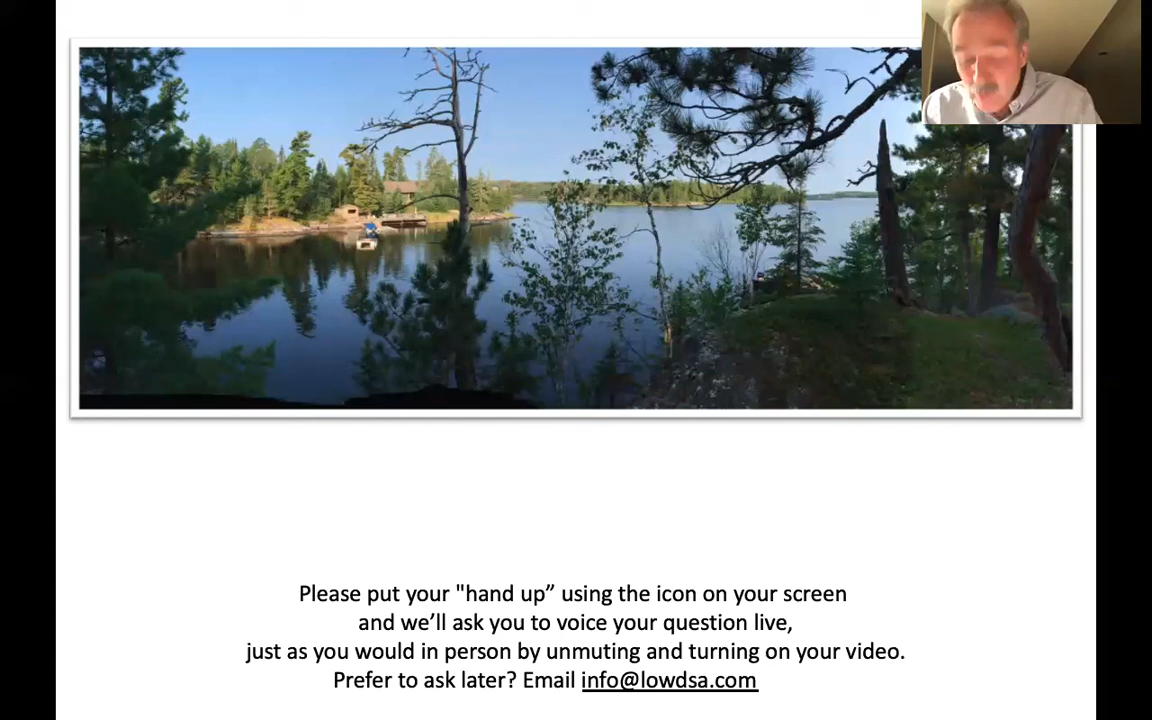 Please put your "hand up” using the icon on your screen
and we’ll ask you to voice your question live,
just as you would in person by unmuting and turning on your video.
Prefer to ask later? Email info@lowdsa.com